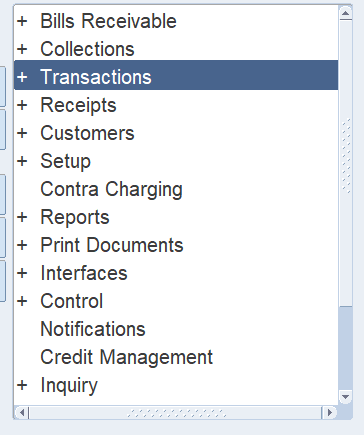 + Bills Receivable
+ Collections
+ Transactions
+ Receipts
+ Customers
+ Setup
Contra Charging
+ Reports
+ Print Documents
+ Interfaces
+ Control
Notifications
Credit Management
+ Inquiry